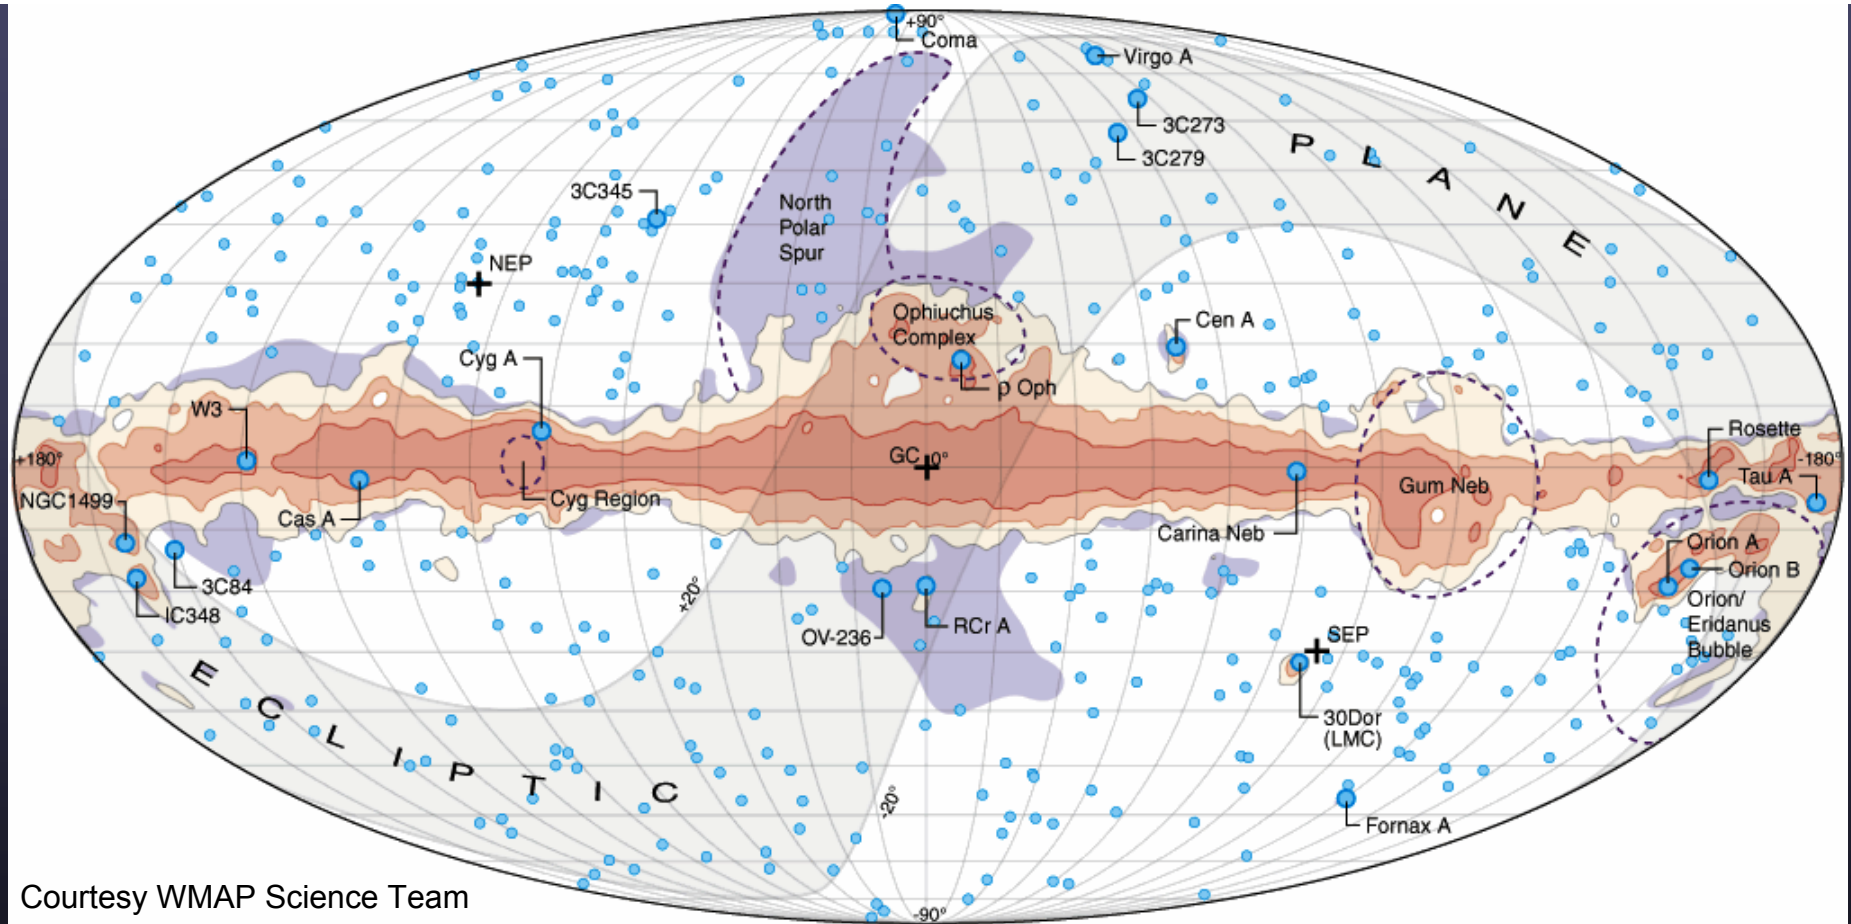 +90°
Coma
Virgo A
3C273
3C279
P L A N E
3C345
North
Polar
Spur
NEP
Ophiuchus
Complex
Cen A
Cyg A
ρ Oph
W3
Rosette
+180°
GC
0°
-180°
Tau A
Gum Neb
NGC1499
Cyg Region
Cas A
Carina Neb
Orion A
Orion B
3C84
+20°
Orion/
Eridanus
Bubble
IC348
OV-236
RCr A
SEP
E C L I P T I C
30Dor
(LMC)
-20°
Fornax A
Courtesy WMAP Science Team
-90°